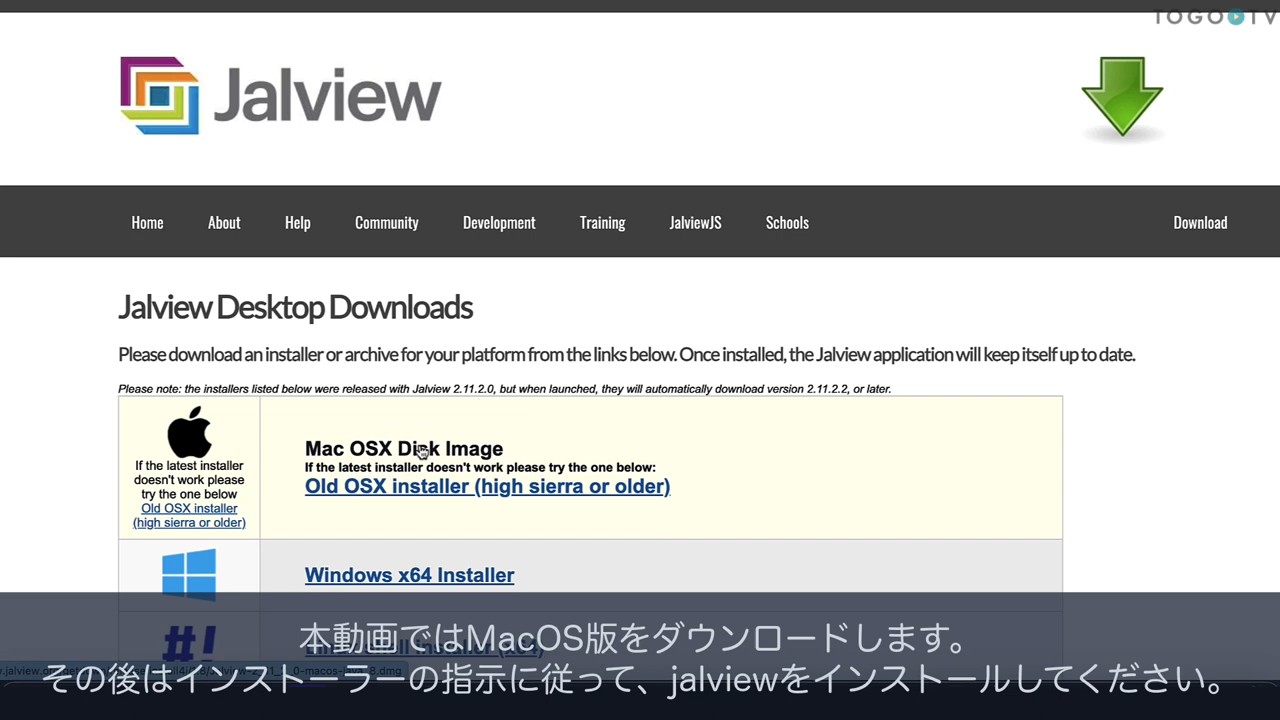 TOGO TV
Jalview
Home About Help Community Development Training JalviewJS Schools Download
Jalview Desktop Downloads
Please download an installer or archive for your platform from the links below. Once installed, the Jalview application will keep itself up to date.
Please note: the installers listed below were released with Jalview 2.11.2.0, but when launched, they will automatically download version 2.11.2.2, or later.
If the latest installer
doesn't work please
try the one below
Old OSX installer
(high sierra or older)
Mac OSX Disk Image
If the latest installer doesn't work please try the one below:
Old OSX installer (high sierra or older)
Windows x64 Installer
#!
本動画ではMacOS版をダウンロードします。
その後はインストーラーの指示に従って、jalviewをインストールしてください。